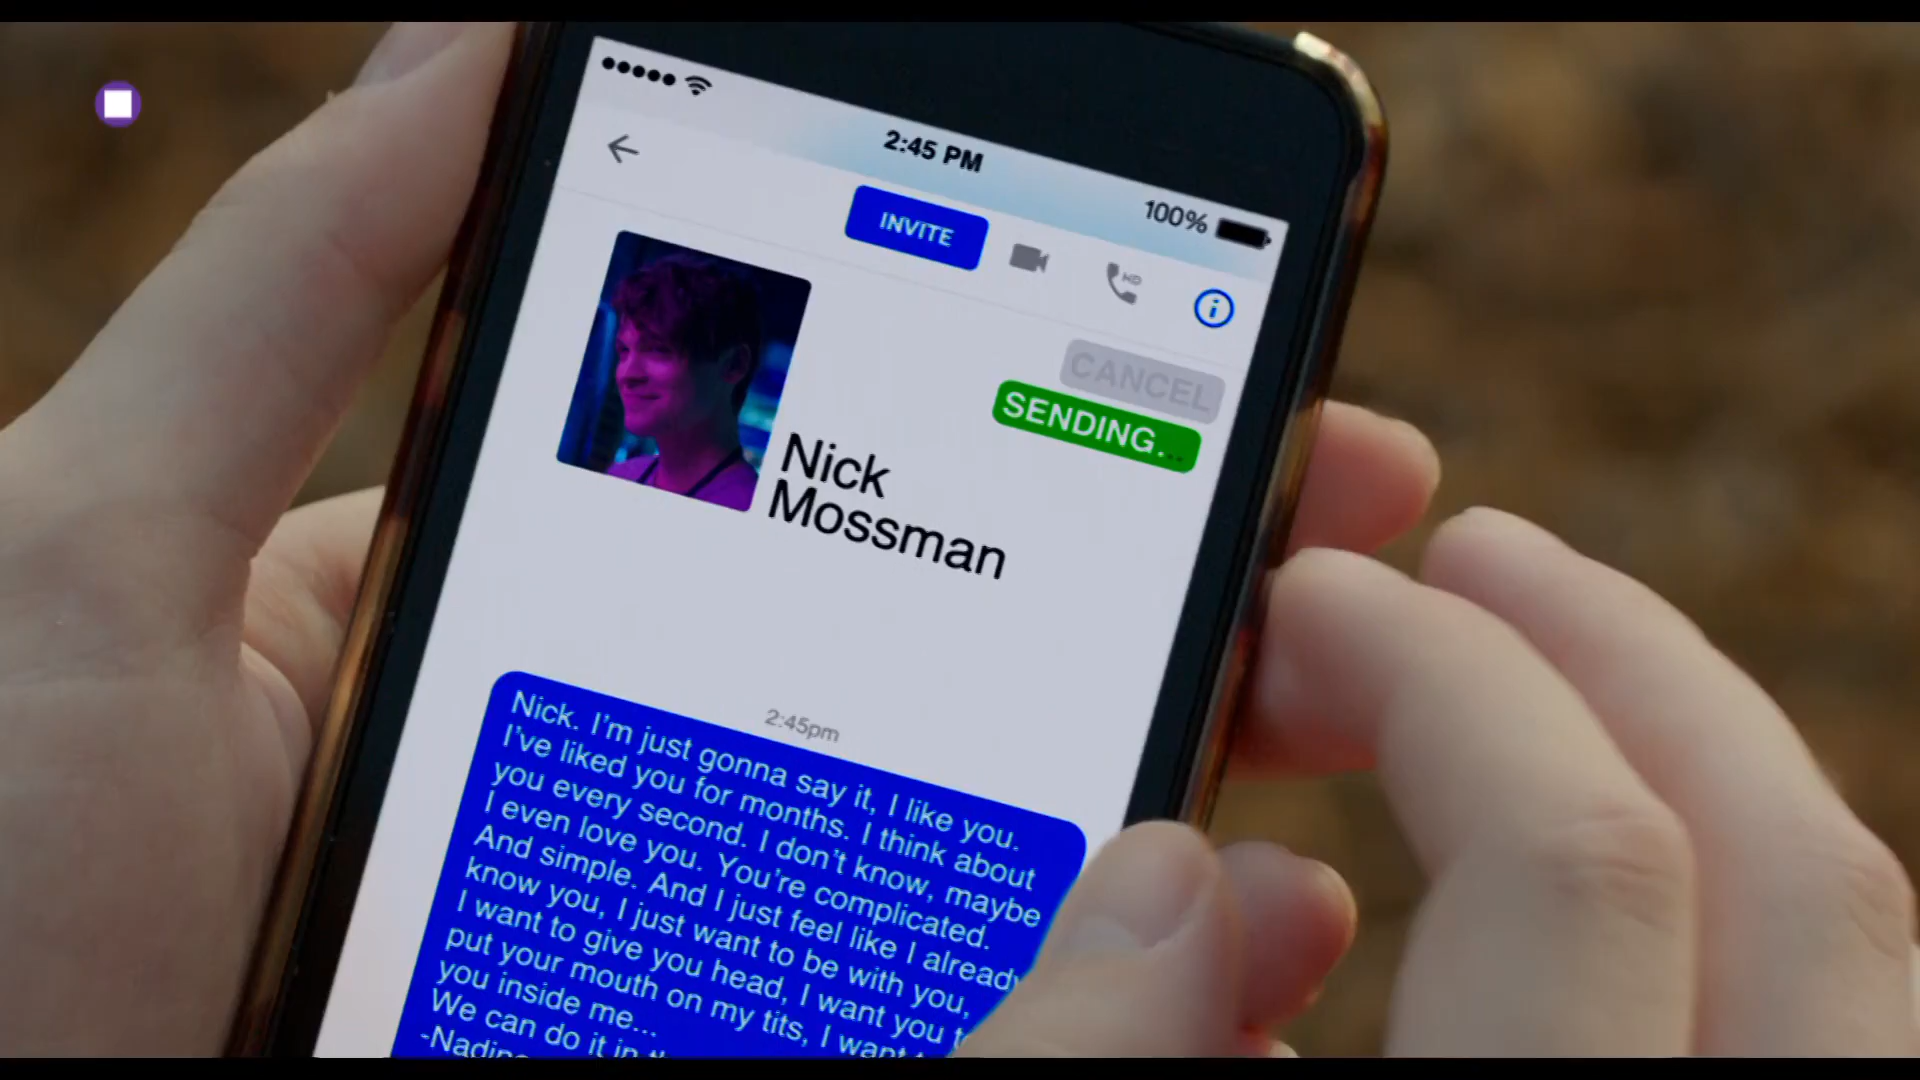 2:45 PM
100%
INVITE
HD
i
CANCEL
SENDING...
Nick
Mossman
2:45pm
Nick. I'm just gonna say it, I like you.
I've liked you for months. I think about
you every second. I don't know, maybe
I even love you. You're complicated.
And simple. And I just feel like I already
know you, I just want to be with you,
I want to give you head, I want you
put your mouth on my tits, I want
you inside me...
We can do it in